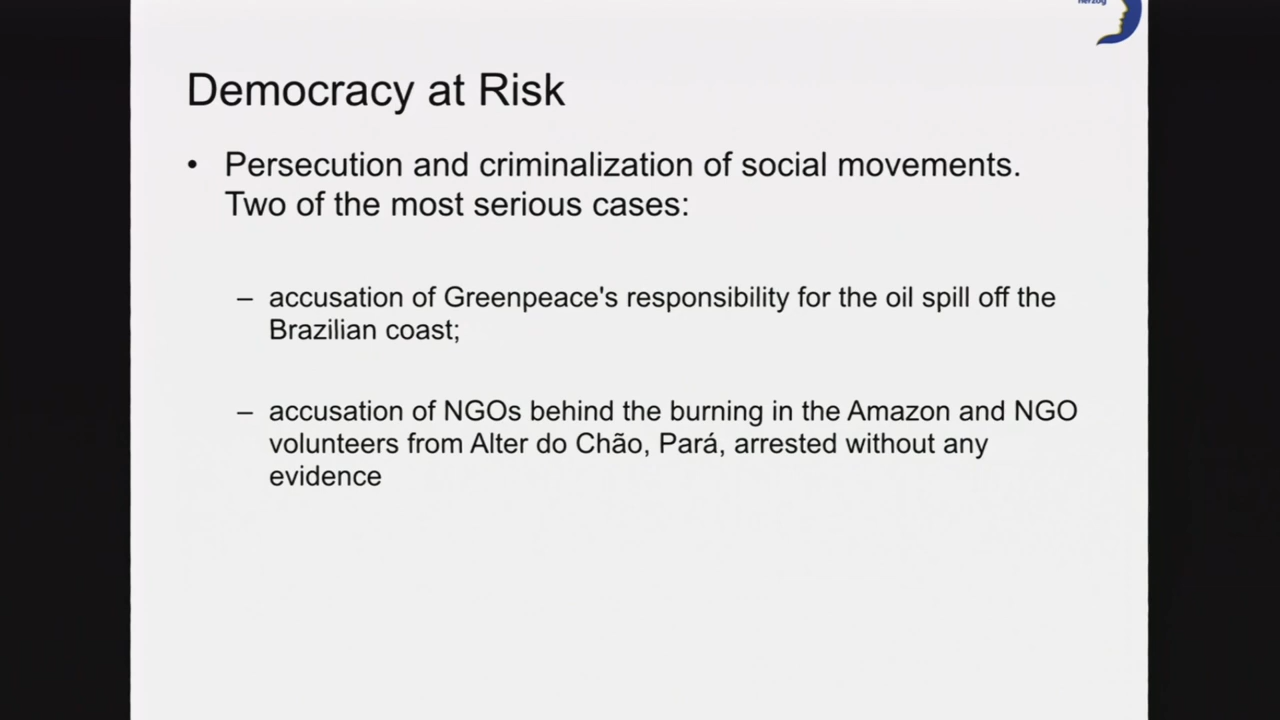 herzog
Democracy at Risk
• Persecution and criminalization of social movements.
Two of the most serious cases:
– accusation of Greenpeace's responsibility for the oil spill off the
Brazilian coast;
– accusation of NGOs behind the burning in the Amazon and NGO
volunteers from Alter do Chão, Pará, arrested without any
evidence